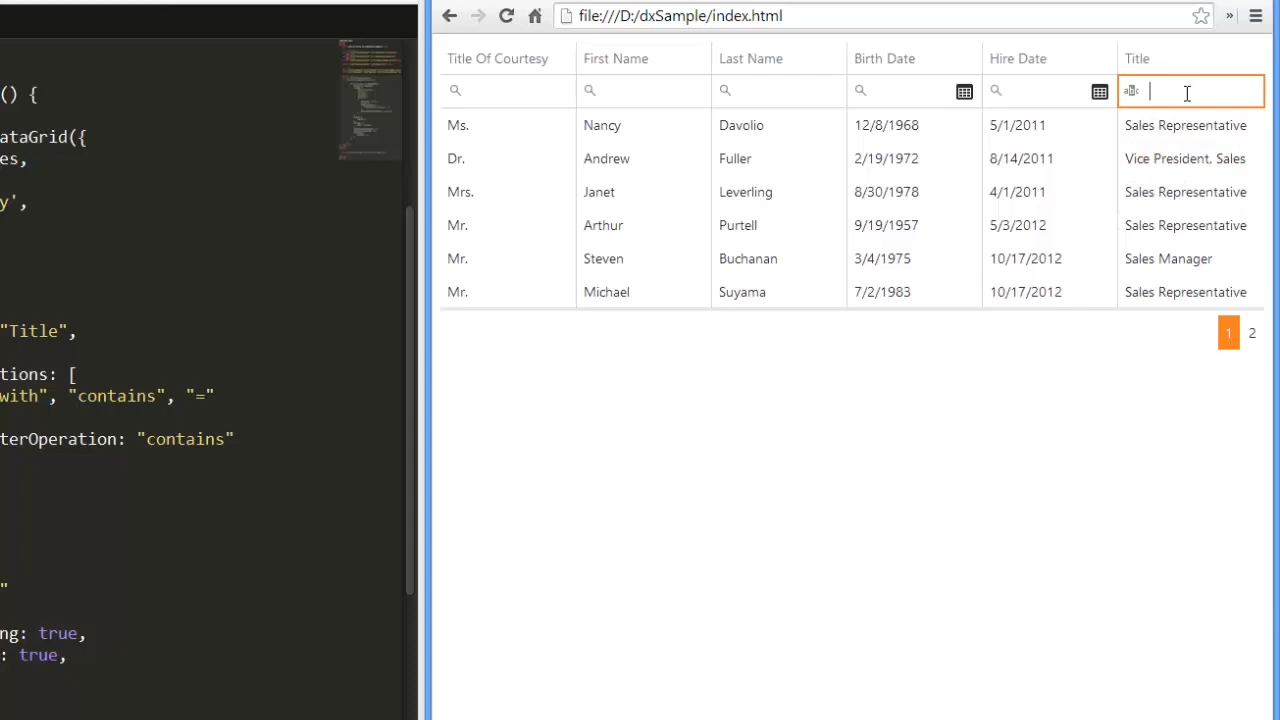 () {
ataGrid({
es,
y',
"Title",
tions: [
with", "contains", "="
terOperation: "contains"
"
ng: true,
: true,
file:///D:/dxSample/index.html
»
Title Of Courtesy First Name Last Name Birth Date Hire Date Title
Ms. Nancy Davolio 12/8/1968 5/1/2011 Sales Representative
Dr. Andrew Fuller 2/19/1972 8/14/2011 Vice President, Sales
Mrs. Janet Leverling 8/30/1978 4/1/2011 Sales Representative
Mr. Arthur Purtell 9/19/1957 5/3/2012 Sales Representative
Mr. Steven Buchanan 3/4/1975 10/17/2012 Sales Manager
Mr. Michael Suyama 7/2/1983 10/17/2012 Sales Representative
1 2